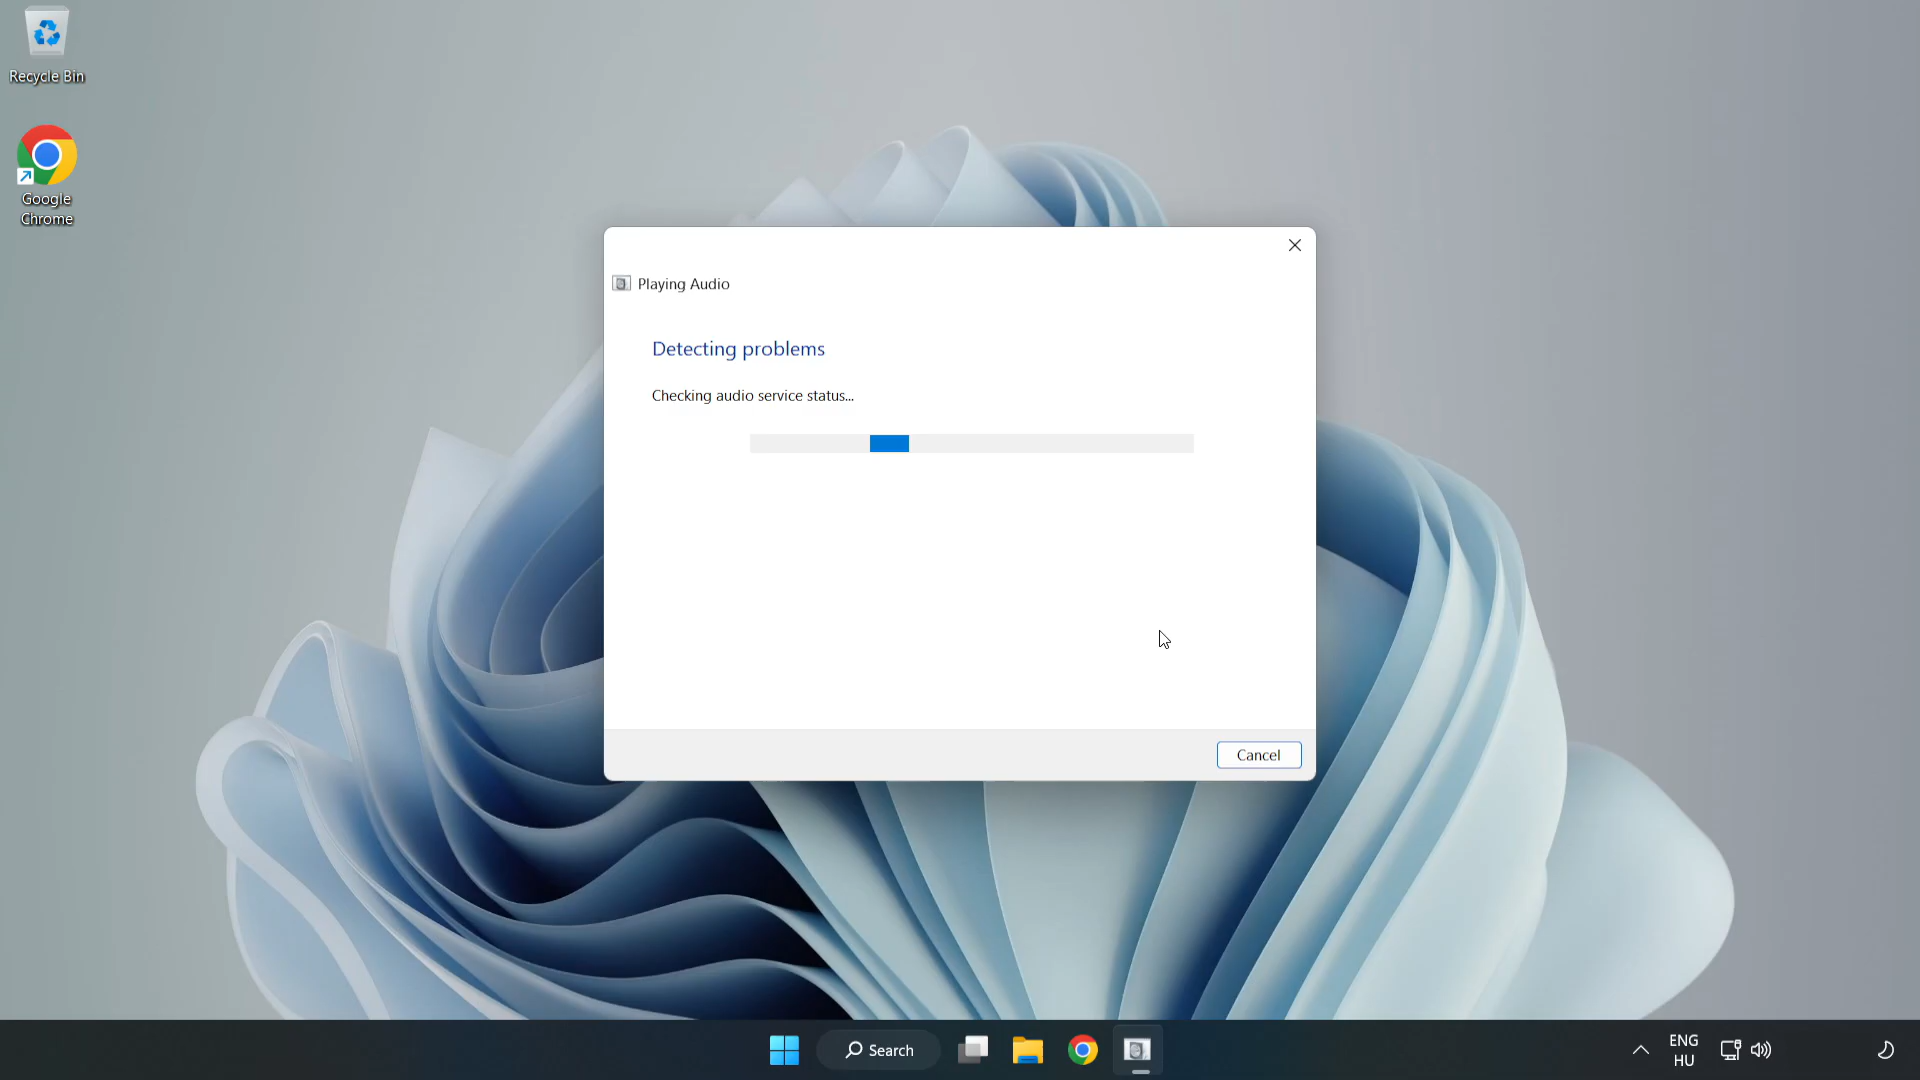 Recycle Bin
Google
Chrome
Playing Audio
Detecting problems
Checking audio service status...
Cancel
Search
ENG
HU